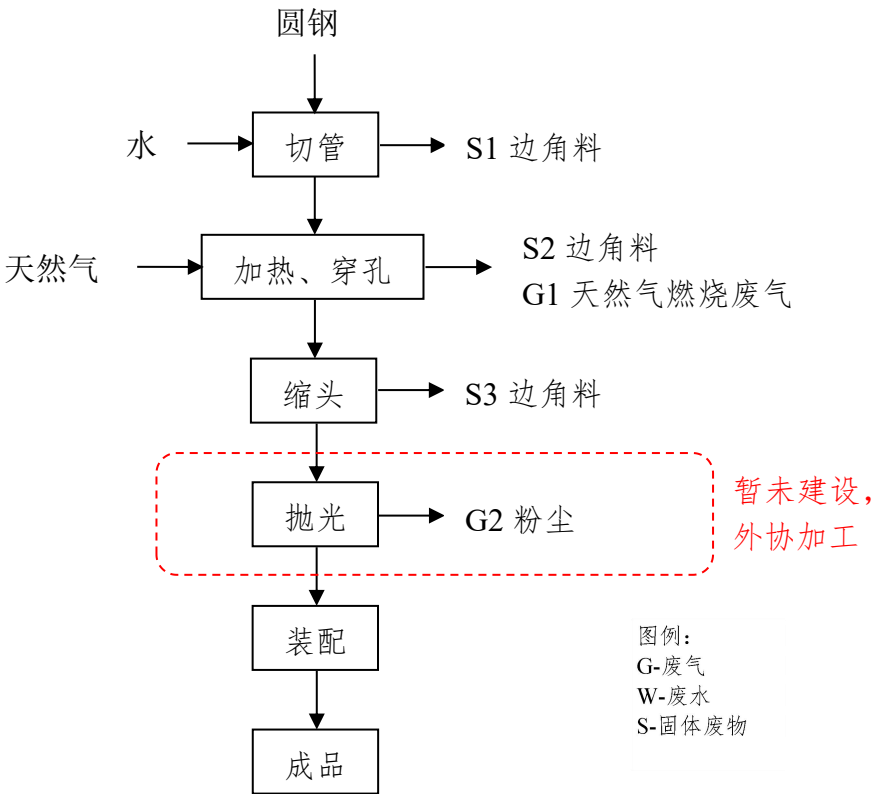 圆钢
水
切管
S1 边角料
天然气
加热、穿孔
S2 边角料
G1 天然气燃烧废气
缩头
S3 边角料
抛光
G2 粉尘
暂未建设，
外协加工
装配
成品
图例：
G-废气
W-废水
S-固体废物